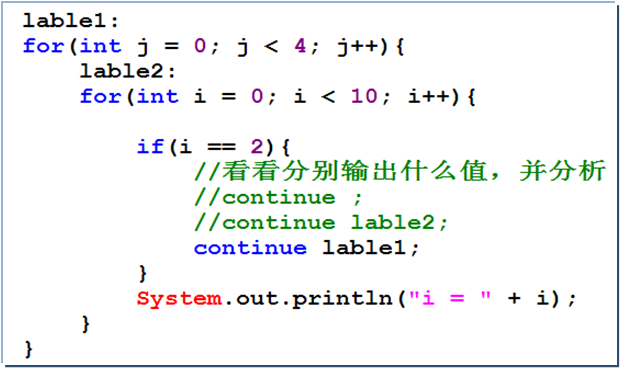 lable1:
for(int j = 0; j < 4; j++){
    lable2:
    for(int i = 0; i < 10; i++){
        if(i == 2){
            //看看分别输出什么值，并分析
            //continue ;
            //continue lable2;
            continue lable1;
        }
        System.out.println("i = " + i);
    }
}